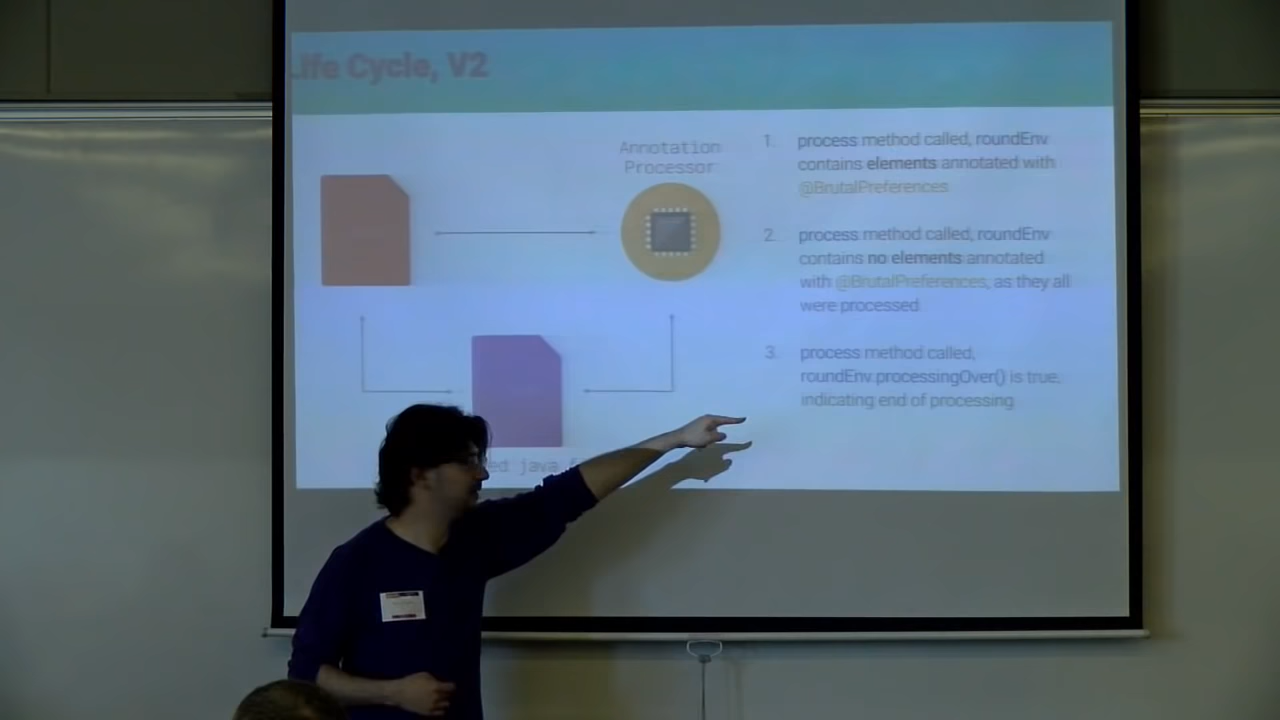 Life Cycle, V2
Annotation
Processor
1. process method called, roundEnv
contains elements annotated with
@BrutalPreferences
2. process method called, roundEnv
contains no elements annotated
with @BrutalPreferences, as they all
were processed
3. process method called,
roundEnv.processingOver() is true,
indicating end of processing
ed java